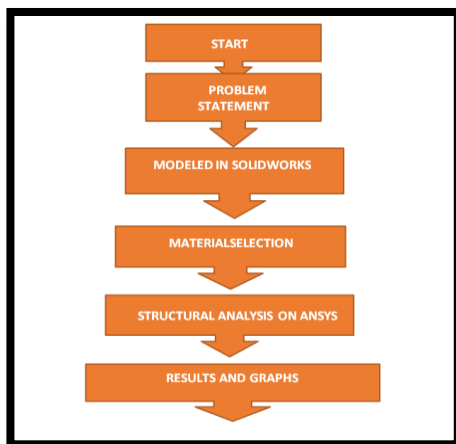 START
PROBLEM
STATEMENT
MODELED IN SOLIDWORKS
MATERIALSELECTION
STRUCTURAL ANALYSIS ON ANSYS
RESULTS AND GRAPHS